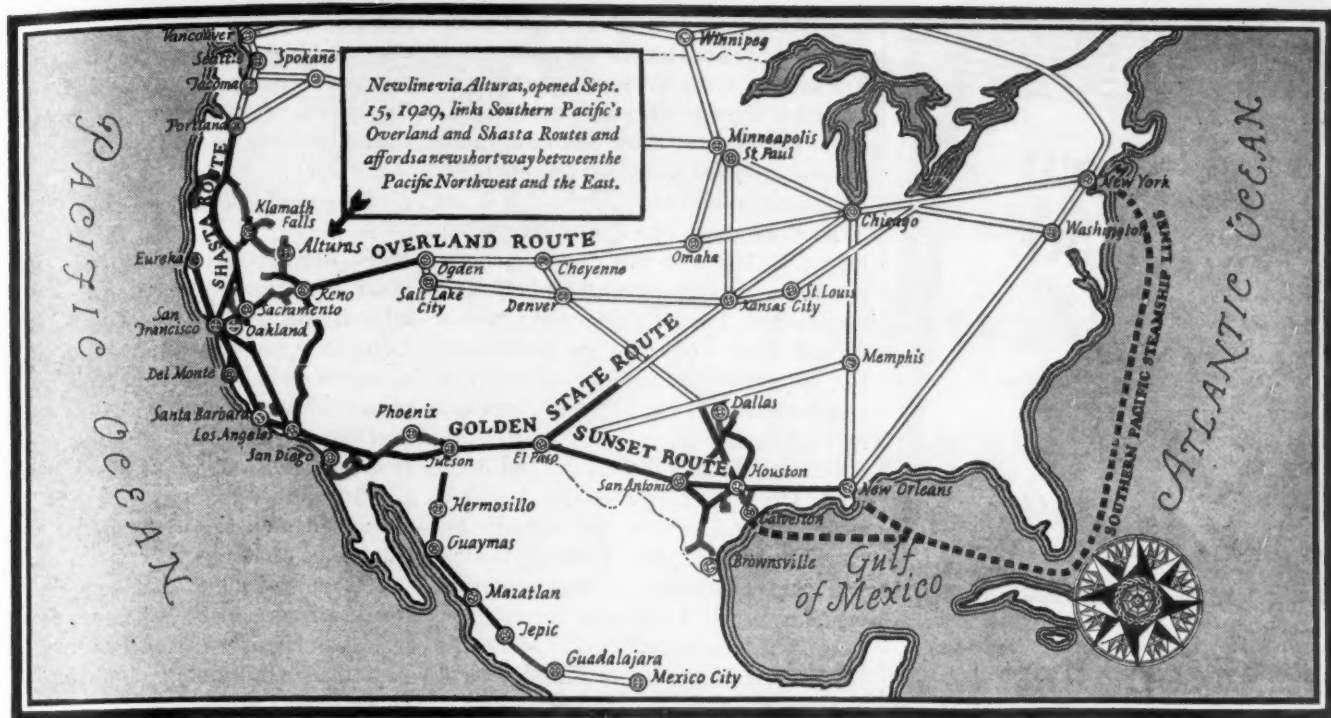 Vancouver
Seattle
Spokane
Tacoma
Portland
Winnipeg
New line via Alturas, opened Sept.
15, 1929, links Southern Pacific's
Overland and Shasta Routes and
affords a new short way between the
Pacific Northwest and the East.
Minneapolis
St Paul
PACIFIC OCEAN
SHASTA ROUTE
Klamath
Falls
Alturas
Eureka
OVERLAND ROUTE
Ogden
Salt Lake
City
Cheyenne
Denver
Omaha
Chicago
New York
Washington
Reno
Sacramento
San
Francisco
Oakland
Kansas City
St Louis
Del Monte
Memphis
Santa Barbara
Los Angeles
San Diego
Phoenix
Tucson
GOLDEN STATE ROUTE
El Paso
SUNSET ROUTE
Dallas
San Antonio
Houston
Galveston
New Orleans
Brownsville
Hermosillo
Guaymas
Mazatlan
Tepic
Guadalajara
Mexico City
Gulf
of Mexico
SOUTHERN PACIFIC STEAMSHIP LINES
ATLANTIC OCEAN